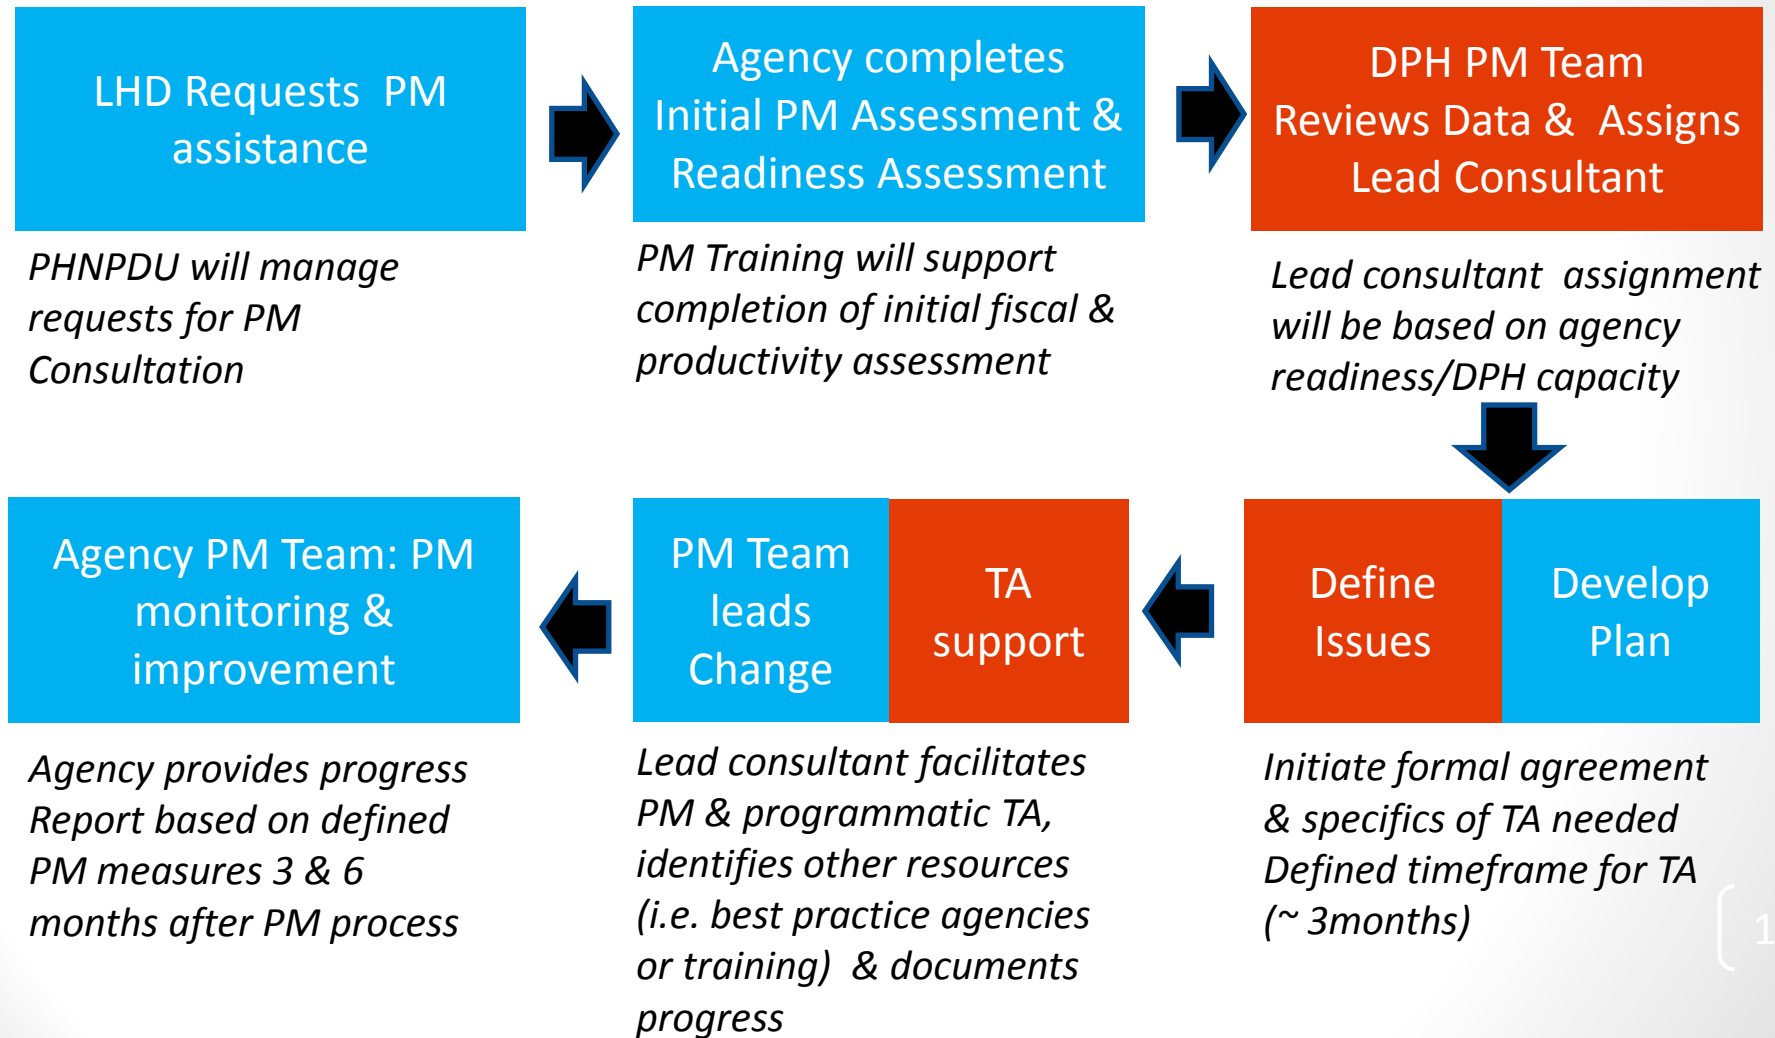 LHD Requests PM
assistance
Agency completes
Initial PM Assessment &
Readiness Assessment
DPH PM Team
Reviews Data & Assigns
Lead Consultant
PHNPDU will manage
requests for PM
Consultation
PM Training will support
completion of initial fiscal &
productivity assessment
Lead consultant assignment
will be based on agency
readiness/DPH capacity
Define
Issues
Develop
Plan
Initiate formal agreement
& specifics of TA needed
Defined timeframe for TA
(~ 3months)
PM Team
leads
Change
TA
support
Lead consultant facilitates
PM & programmatic TA,
identifies other resources
(i.e. best practice agencies
or training) & documents
progress
Agency PM Team: PM
monitoring &
improvement
Agency provides progress
Report based on defined
PM measures 3 & 6
months after PM process
1